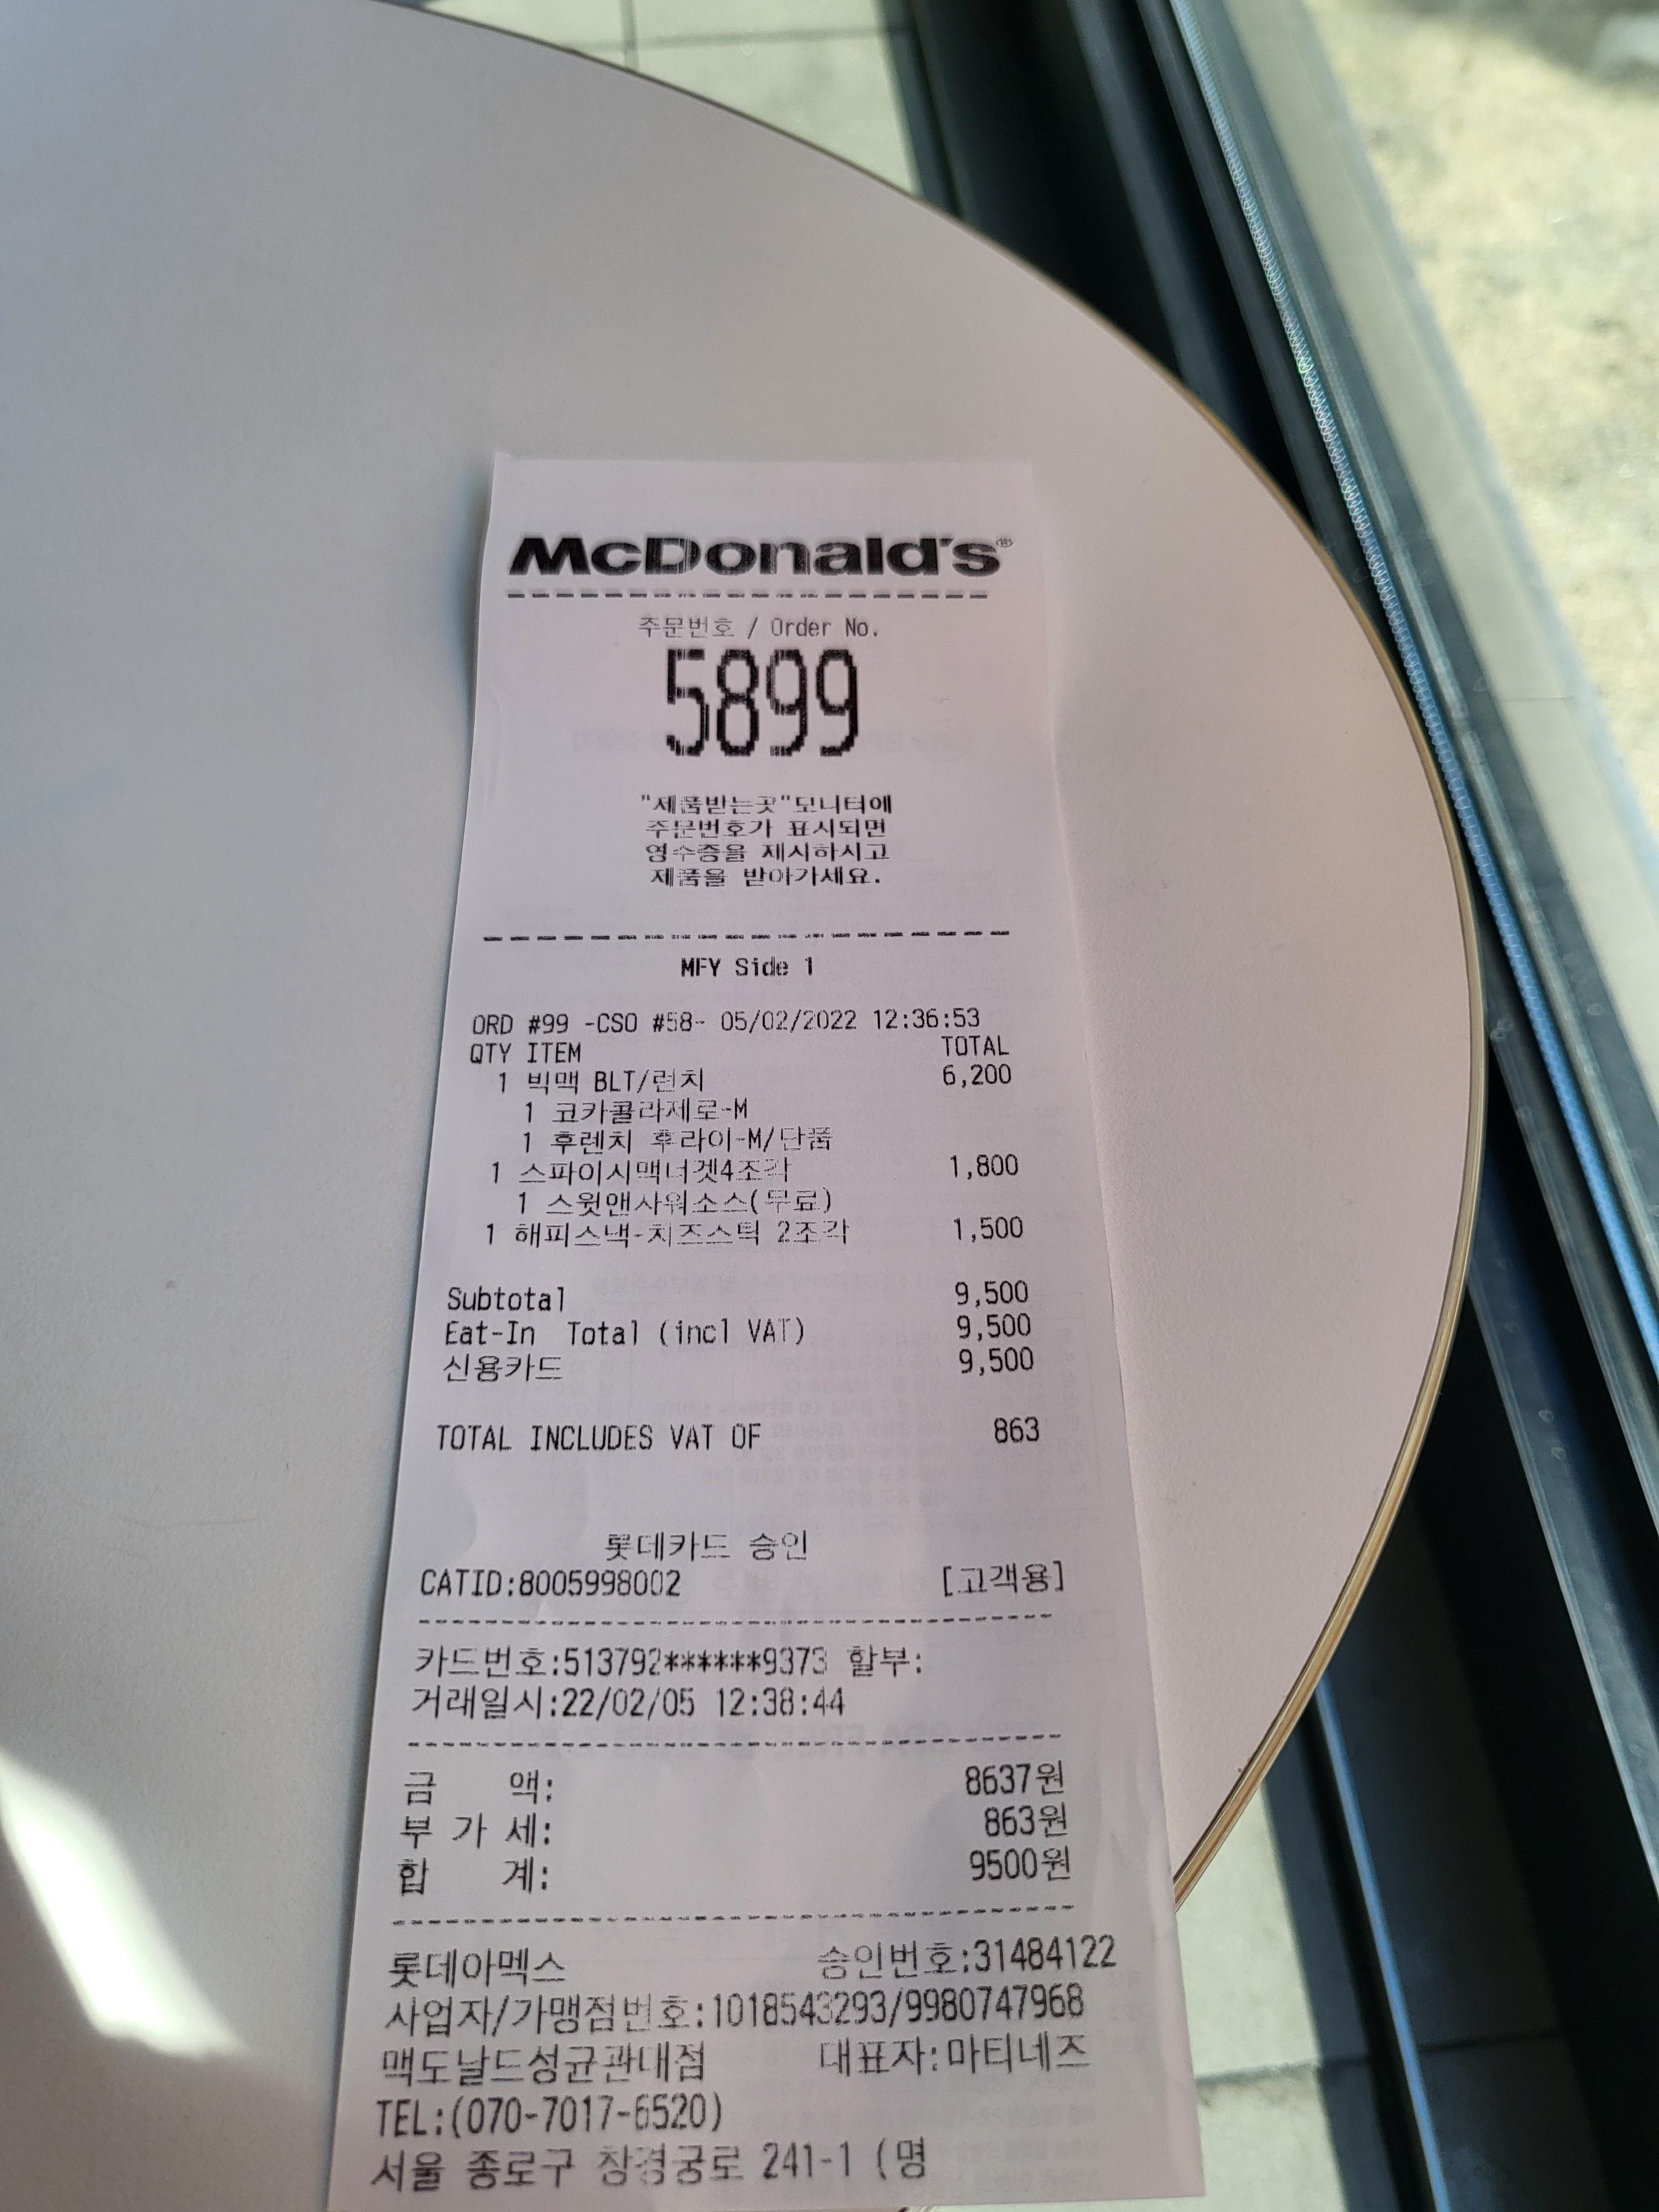 McDonald's®
주문번호 / Order No.
5899
"제품받는곳"모니터에
주문번호가 표시되면
영수증을 제시하시고
제품을 받아가세요.
MFY Side 1
ORD #99 -CSO #58- 05/02/2022 12:36:53
QTY ITEM TOTAL
1 빅맥 BLT/런치 6,200
1 코카콜라제로-M
1 후렌치 후라이-M/단품
1 스파이시맥너겟4조각 1,800
1 스윗앤사워소스(무료)
1 해피스낵-치즈스틱 2조각 1,500
Subtotal 9,500
Eat-In Total (incl VAT) 9,500
신용카드 9,500
TOTAL INCLUDES VAT OF 863
롯데카드 승인
CATID:8005998002 [고객용]
카드번호:513792******9373 할부:
거래일시:22/02/05 12:38:44
금 액: 8637원
부 가 세: 863원
합 계: 9500원
롯데아멕스 승인번호:31484122
사업자/가맹점번호:1018543293/9980747968
맥도날드성균관대점 대표자:마티네즈
TEL:(070-7017-6520)
서울 종로구 창경궁로 241-1 (명